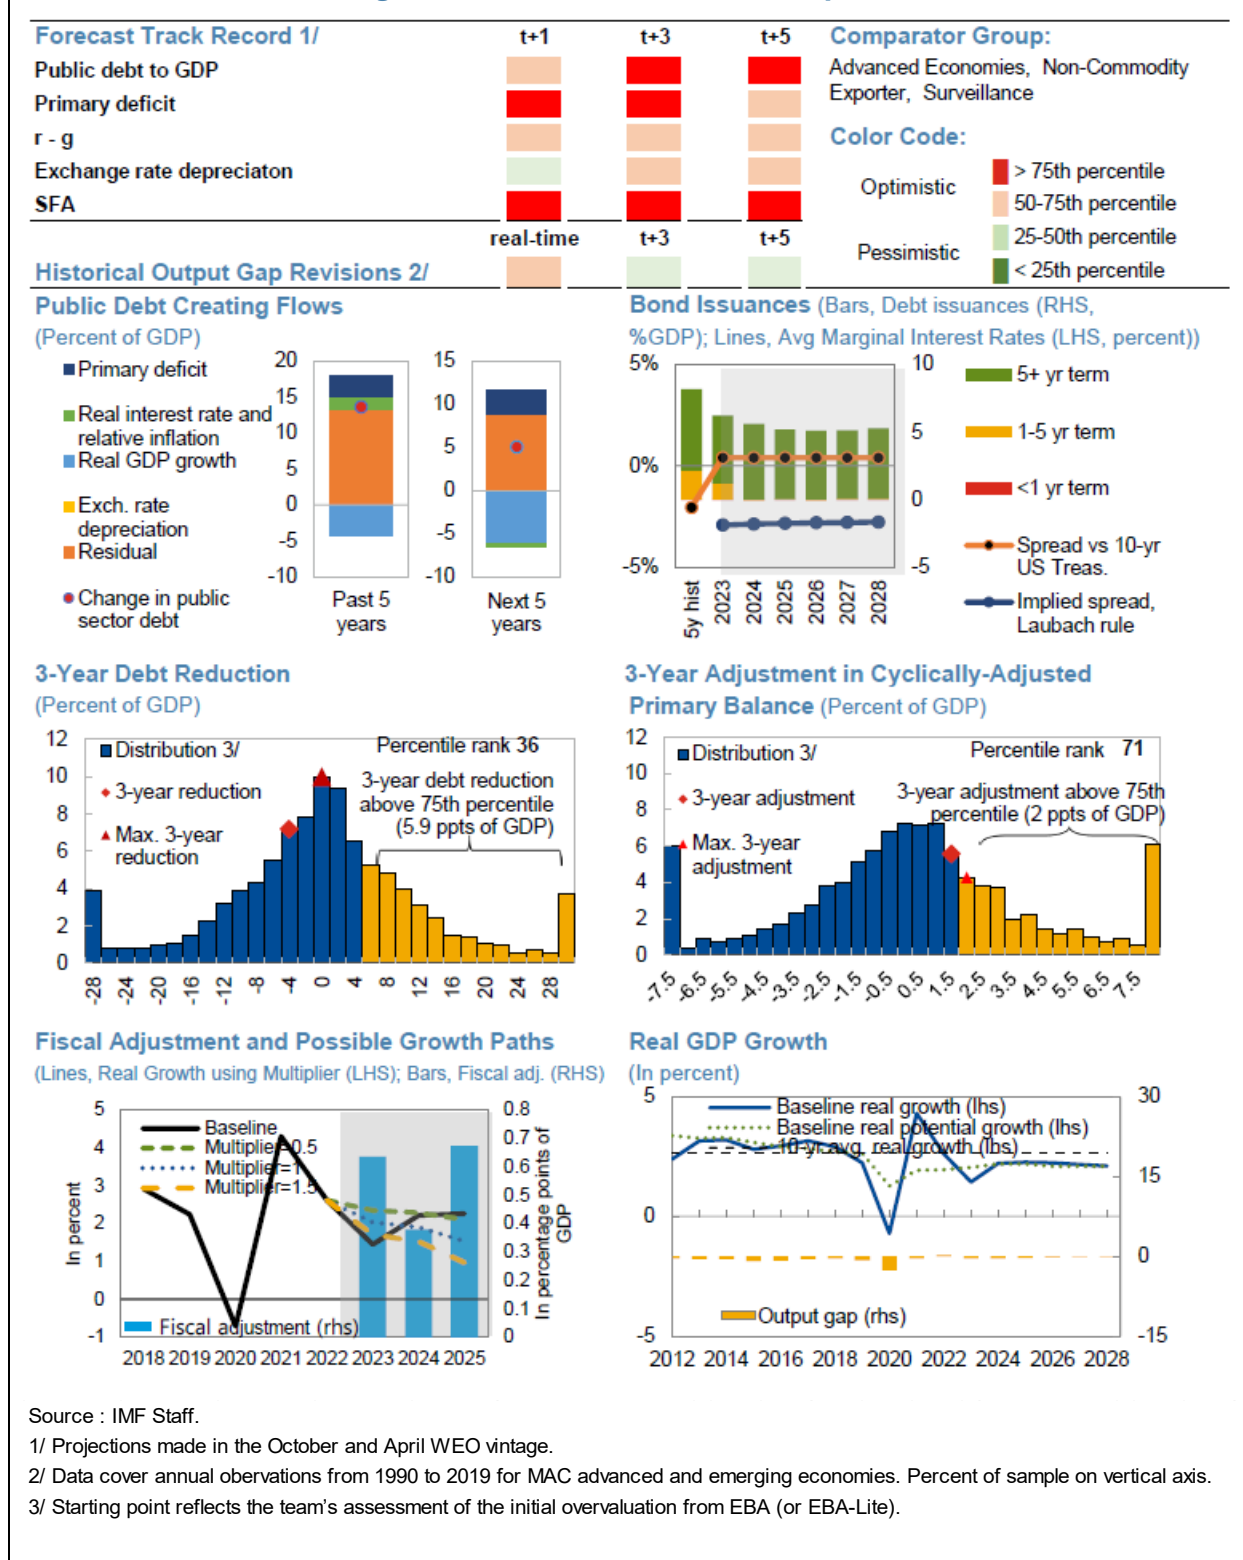 Forecast Track Record 1/ t+1 t+3 t+5 Comparator Group:
Public debt to GDP Advanced Economies, Non-Commodity
Exporter, Surveillance
Primary deficit
r - g Color Code:
Exchange rate depreciaton > 75th percentile
Optimistic
SFA 50-75th percentile
real-time t+3 t+5 25-50th percentile
Pessimistic
Historical Output Gap Revisions 2/ < 25th percentile
Public Debt Creating Flows
(Percent of GDP)
Primary deficit
Real interest rate and
relative inflation
Real GDP growth
Exch. rate
depreciation
Residual
Change in public
sector debt
20
15
10
5
0
-5
-10
Past 5
years
15
10
5
0
-5
-10
Next 5
years
Bond Issuances (Bars, Debt issuances (RHS,
%GDP); Lines, Avg Marginal Interest Rates (LHS, percent))
5%
0%
-5%
10
5
0
-5
5y hist 2023 2024 2025 2026 2027 2028
5+ yr term
1-5 yr term
<1 yr term
Spread vs 10-yr
US Treas.
Implied spread,
Laubach rule
3-Year Debt Reduction
(Percent of GDP)
12
10
8
6
4
2
0
Distribution 3/
3-year reduction
Max. 3-year
reduction
Percentile rank 36
3-year debt reduction
above 75th percentile
(5.9 ppts of GDP)
-28 -24 -20 -16 -12 -8 -4 0 4 8 12 16 20 24 28
3-Year Adjustment in Cyclically-Adjusted
Primary Balance (Percent of GDP)
12
10
8
6
4
2
0
Distribution 3/
3-year adjustment
Max. 3-year
adjustment
Percentile rank 71
3-year adjustment above 75th
percentile (2 ppts of GDP)
-7.5 -6.5 -5.5 -4.5 -3.5 -2.5 -1.5 -0.5 0.5 1.5 2.5 3.5 4.5 5.5 6.5 7.5
Fiscal Adjustment and Possible Growth Paths
(Lines, Real Growth using Multiplier (LHS); Bars, Fiscal adj. (RHS)
In percent
5
4
3
2
1
0
-1
Baseline
Multiplier=0.5
Multiplier=1
Multiplier=1.5
Fiscal adjustment (rhs)
0.8
0.7
0.6
0.5
0.4
0.3
0.2
0.1
0
In percentage points of
GDP
2018 2019 2020 2021 2022 2023 2024 2025
Real GDP Growth
(In percent)
5
0
-5
Baseline real growth (lhs)
Baseline real potential growth (lhs)
10-yr avg. real growth (lhs)
Output gap (rhs)
30
15
0
-15
2012 2014 2016 2018 2020 2022 2024 2026 2028
Source : IMF Staff.
1/ Projections made in the October and April WEO vintage.
2/ Data cover annual obervations from 1990 to 2019 for MAC advanced and emerging economies. Percent of sample on vertical axis.
3/ Starting point reflects the team’s assessment of the initial overvaluation from EBA (or EBA-Lite).